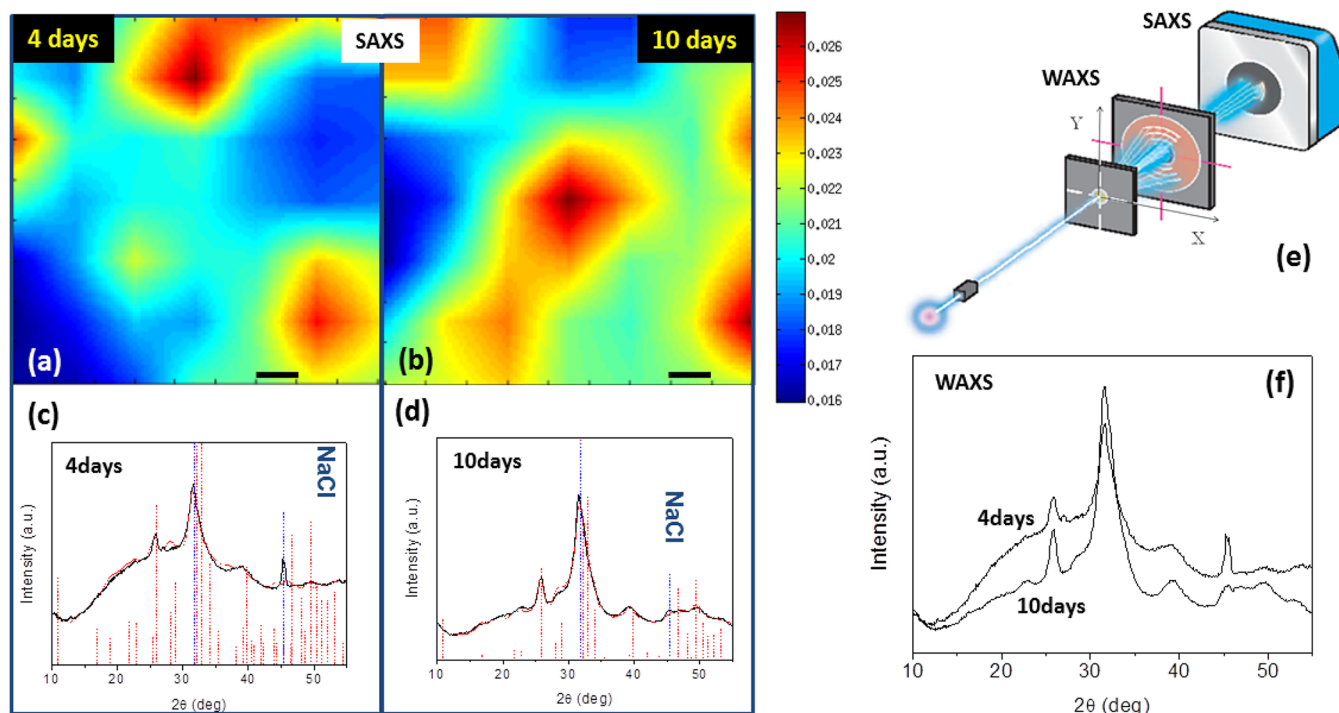 4 days
SAXS
10 days
(a)
(b)
0.026
0.025
0.024
0.023
0.022
0.021
0.020
0.019
0.018
0.017
0.016
SAXS
WAXS
Y
X
(e)
(c)
4days
NaCl
Intensity (a.u.)
10 20 30 40 50
2θ (deg)
(d)
10days
NaCl
Intensity (a.u.)
10 20 30 40 50
2θ (deg)
WAXS
(f)
4days
10days
Intensity (a.u.)
10 20 30 40 50
2θ (deg)